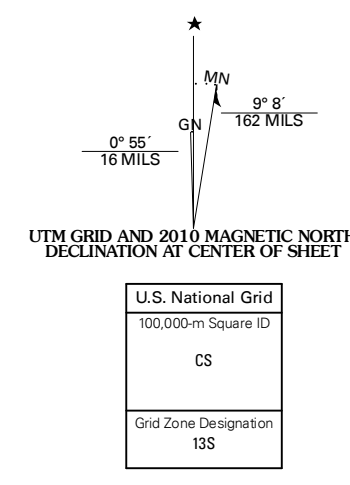 MN
GN
9° 8´
162 MILS
0° 55´
16 MILS
UTM GRID AND 2010 MAGNETIC NORTH
DECLINATION AT CENTER OF SHEET
U.S. National Grid
100,000-m Square ID
CS
Grid Zone Designation
13S